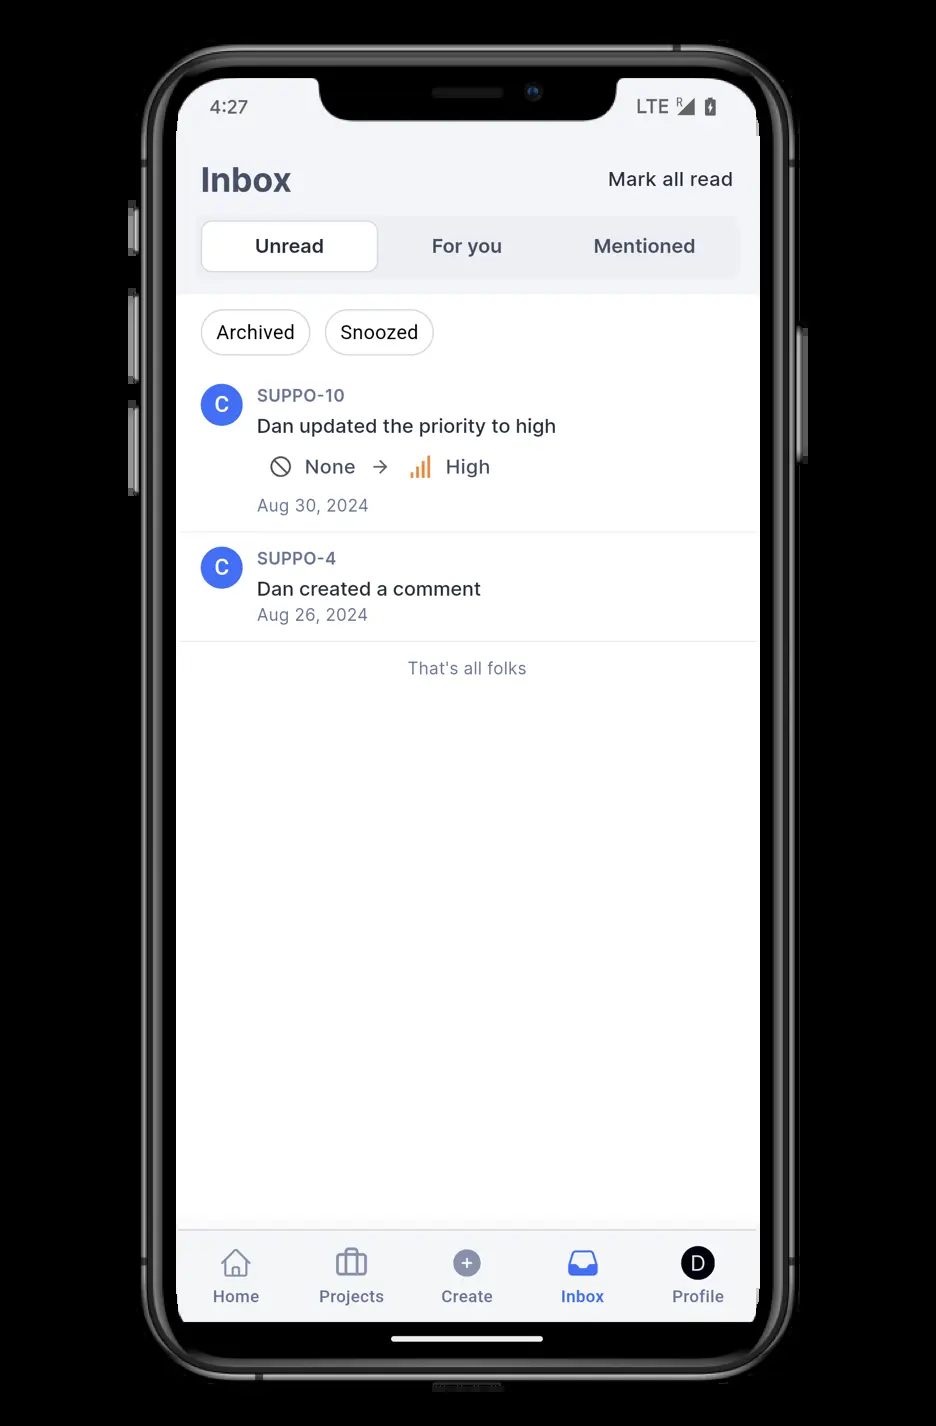 4:27
LTE R
Inbox
Mark all read
Unread
For you
Mentioned
Archived
Snoozed
C
SUPPO-10
Dan updated the priority to high
None → High
Aug 30, 2024
C
SUPPO-4
Dan created a comment
Aug 26, 2024
That's all folks
D
Home
Projects
Create
Inbox
Profile